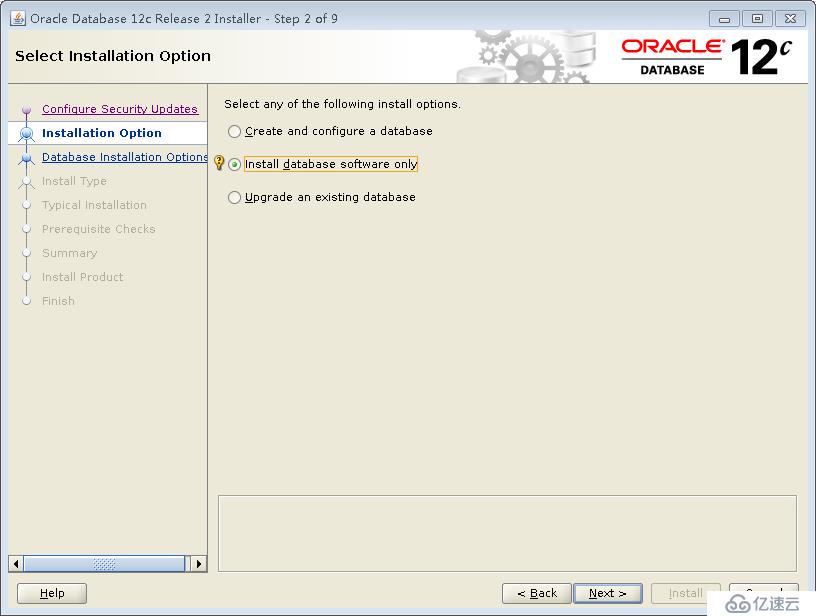 Oracle Database 12c Release 2 Installer - Step 2 of 9
Select Installation Option
ORACLE
DATABASE
12c
Configure Security Updates
Installation Option
Database Installation Options
Install Type
Typical Installation
Prerequisite Checks
Summary
Install Product
Finish
Select any of the following install options.
Create and configure a database
Install database software only
Upgrade an existing database
Help
< Back
Next >
Install
亿速云